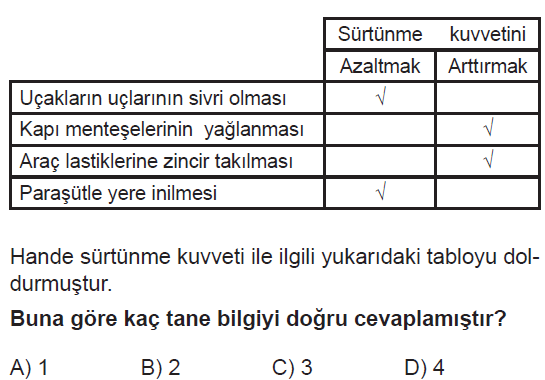 Sürtünme kuvvetini
Azaltmak Arttırmak
Uçakların uçlarının sivri olması √
Kapı menteşelerinin yağlanması √
Araç lastiklerine zincir takılması √
Paraşütle yere inilmesi √
Hande sürtünme kuvveti ile ilgili yukarıdaki tabloyu dol-
durmuştur.
Buna göre kaç tane bilgiyi doğru cevaplamıştır?
A) 1 B) 2 C) 3 D) 4